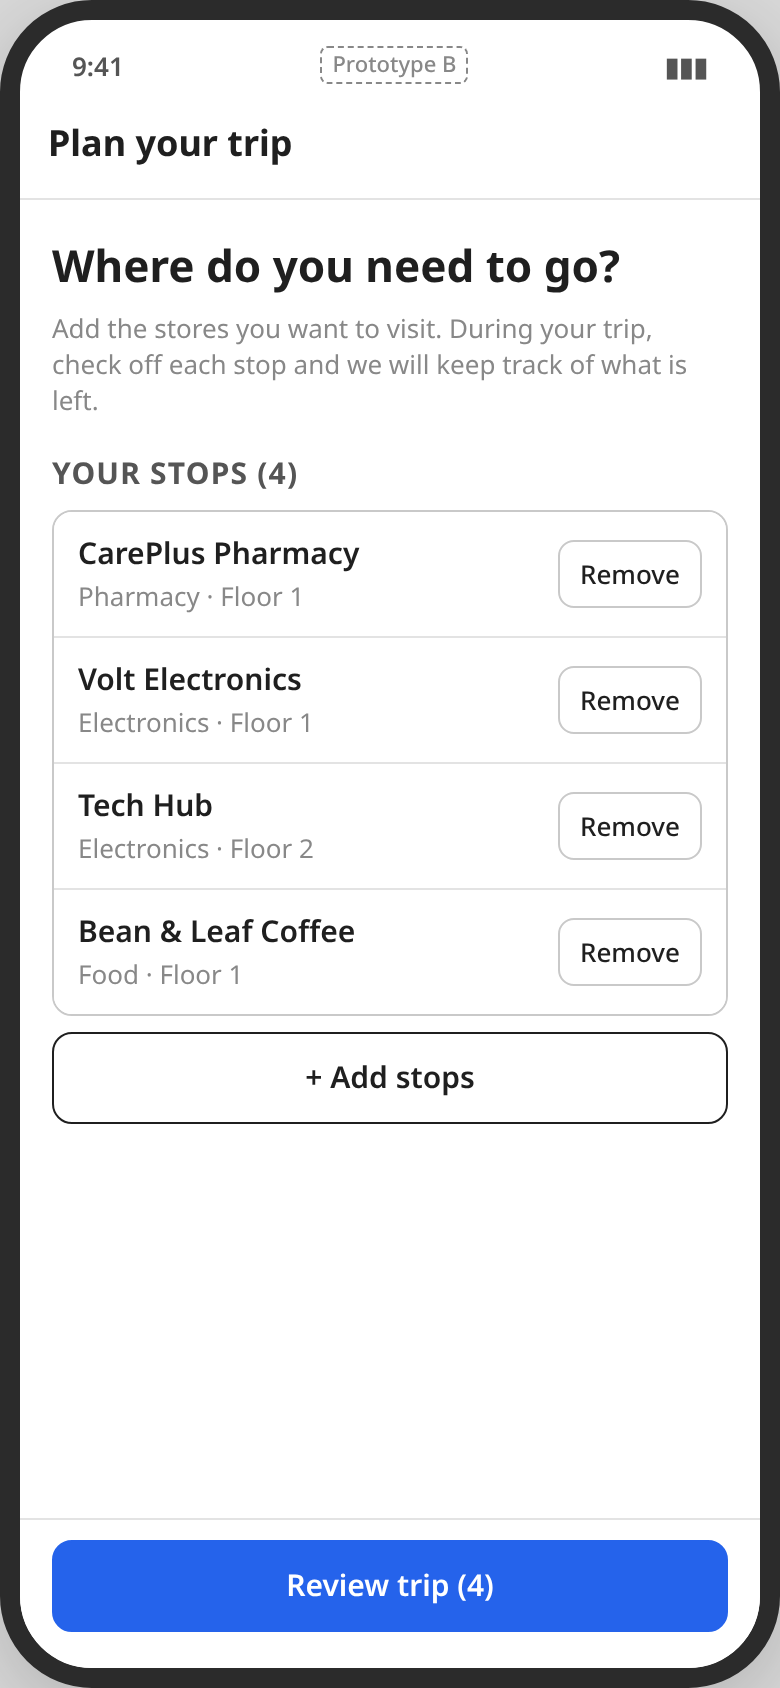 9:41
Prototype B
Plan your trip
Where do you need to go?
Add the stores you want to visit. During your trip,
check off each stop and we will keep track of what is
left.
YOUR STOPS (4)
CarePlus Pharmacy
Pharmacy · Floor 1
Remove
Volt Electronics
Electronics · Floor 1
Remove
Tech Hub
Electronics · Floor 2
Remove
Bean & Leaf Coffee
Food · Floor 1
Remove
+ Add stops
Review trip (4)